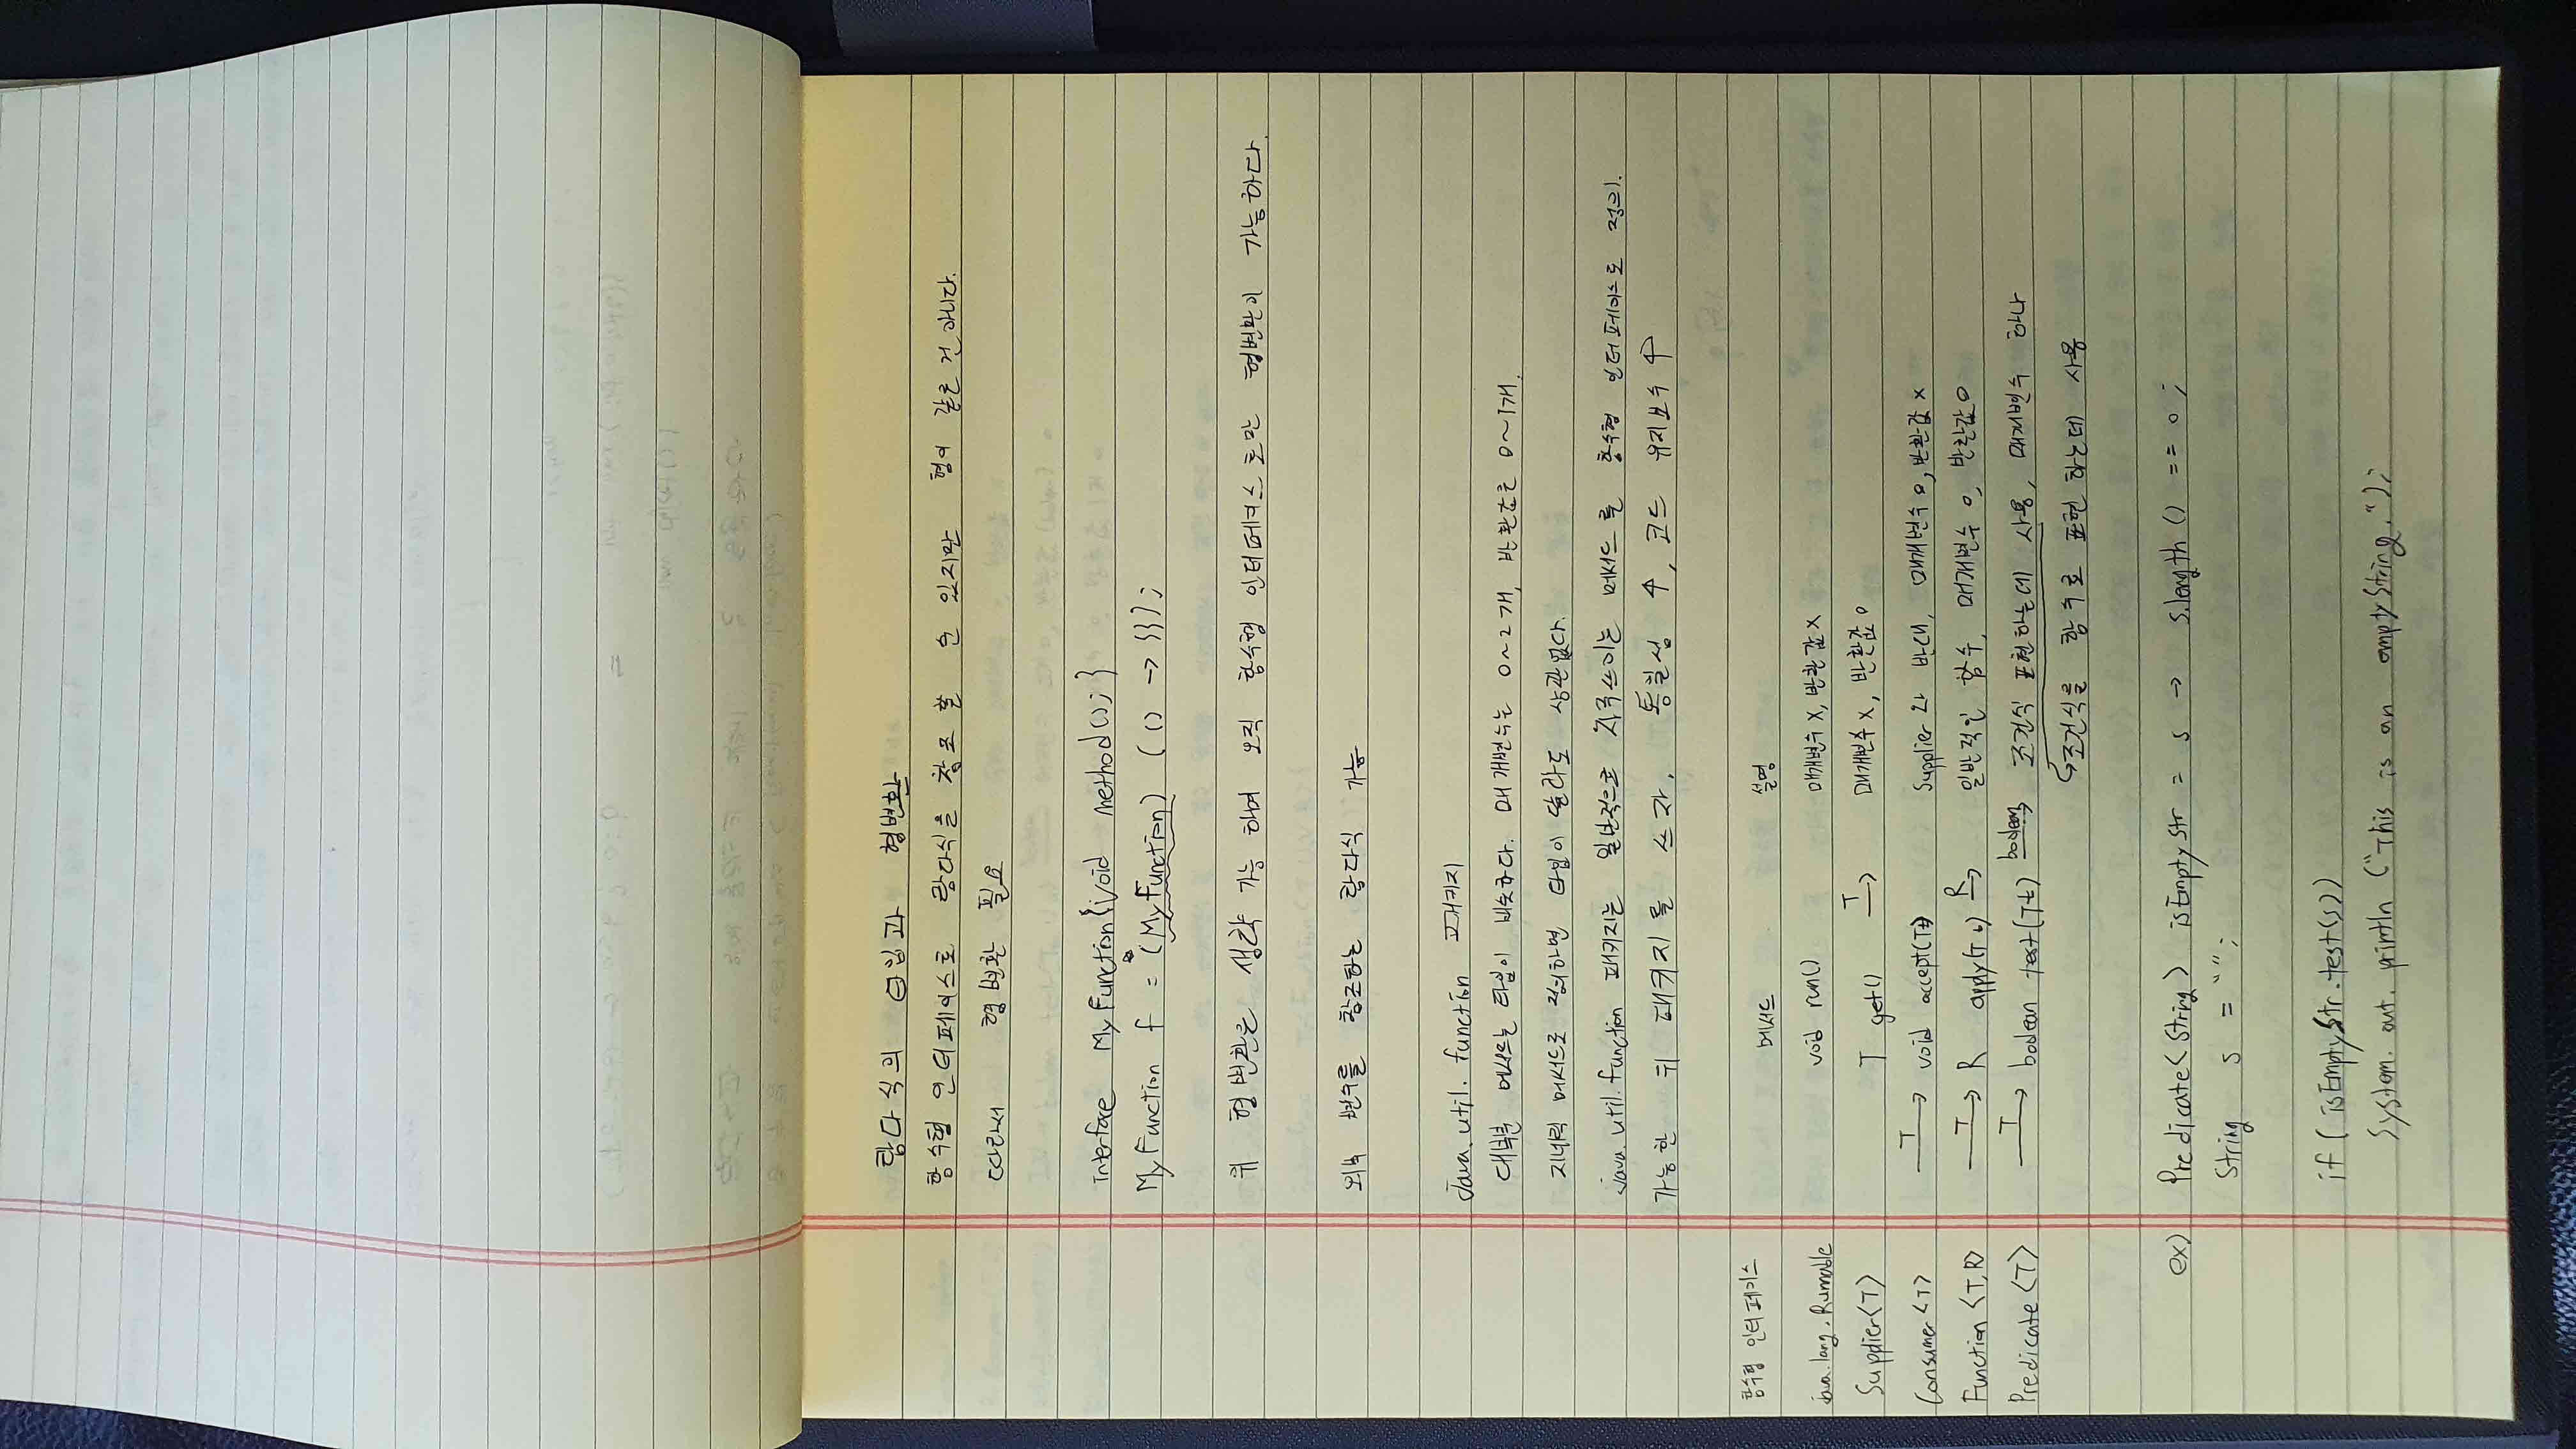 람다식의 타입과 형변환
함수형 인터페이스로 람다식을 참조 할 수 있지만 형이 같은 건 아니다.
따라서 형변환 필요
interface MyFunction{void method();}
MyFunction f = (MyFunction) (() → {});
위 형변환은 생략 가능 하며 오직 함수형 인터페이스로만 형변환이 가능하다.
외부 변수를 참조하는 람다식 가능
java.util.function 패키지
대부분 메서드는 타입이 비슷하다. 매개변수는 0~2개, 반환값은 0~1개.
지네릭 메서드로 정의하면 타입이 달라도 상관없다.
java.util.function 패키지는 일반적으로 자주쓰이는 메서드를 함수형 인터페이스로 정의.
가능한 위 패키지를 쓰자. 통일성 ↑, 코드 유지보수 ↑
함수형 인터페이스 메서드 설명
java.lang.Runnable void run() 매개변수 x, 반환값 x
Supplier<T> T get() T→ 매개변수 x, 반환값 o
Consumer<T> T→ void accept(T t) Supplier와 반대, 매개변수 o, 반환값 x
Function<T,R> T→ R apply(T t) R→ 일반적인 함수, 매개변수 o, 반환값 o
Predicate<T> T→ boolean test(T t) boolean→ 조건식 표현하는데 사용, 매개변수 하나
↳조건식을 함수로 표현 하는데 사용
ex) Predicate<String> isEmptyStr = s → s.length() == 0;
String s = "";
if(isEmptyStr.test(s))
System.out.println("This is an emptyString.");